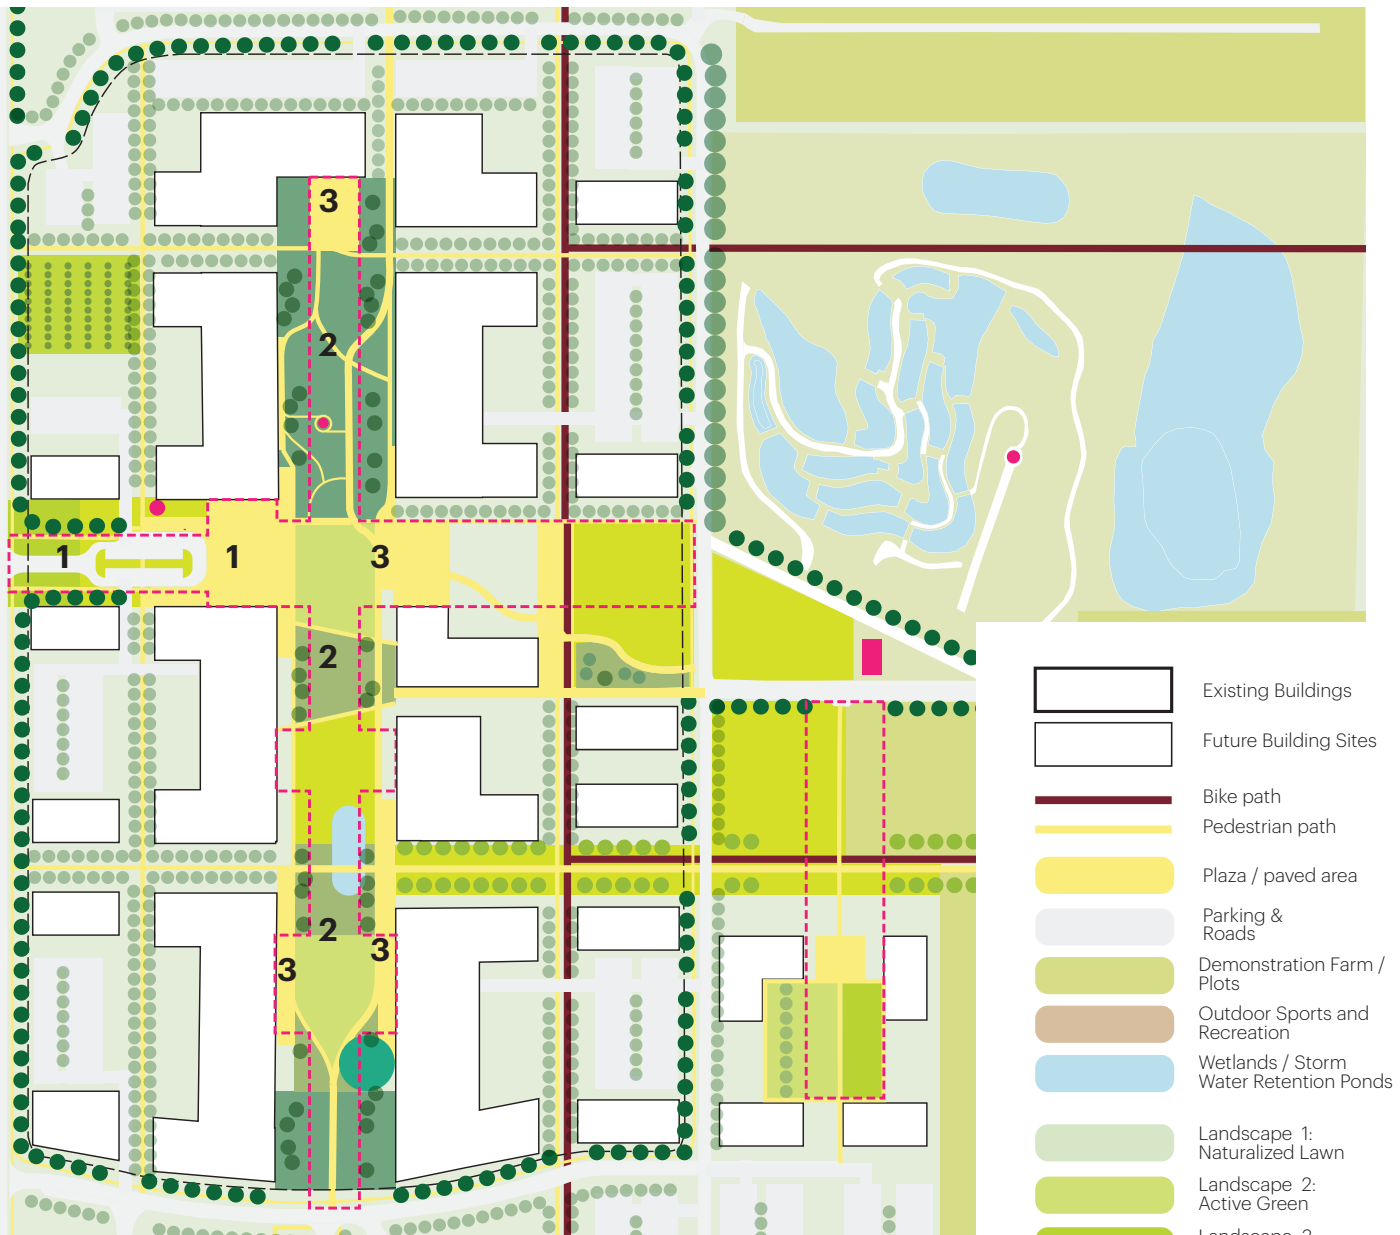 3
2
1
1
3
2
2
3
3
Existing Buildings
Future Building Sites
Bike path
Pedestrian path
Plaza / paved area
Parking &
Roads
Demonstration Farm /
Plots
Outdoor Sports and
Recreation
Wetlands / Storm
Water Retention Ponds
Landscape 1:
Naturalized Lawn
Landscape 2:
Active Green